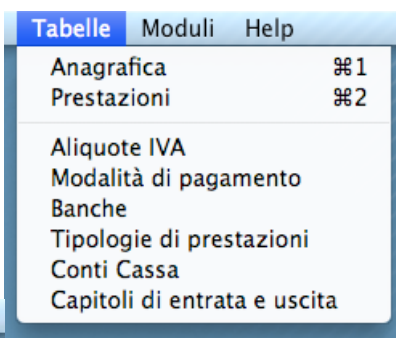 Tabelle Moduli Help
Anagrafica ⌘1
Prestazioni ⌘2
Aliquote IVA
Modalità di pagamento
Banche
Tipologie di prestazioni
Conti Cassa
Capitoli di entrata e uscita